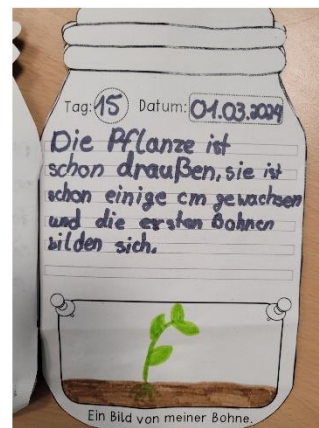 Tag: 15 Datum: 01.03.2024
Die Pflanze ist
schon draußen, sie ist
schon einige cm gewachsen
und die ersten Bohnen
bilden sich.
Ein Bild von meiner Bohne.